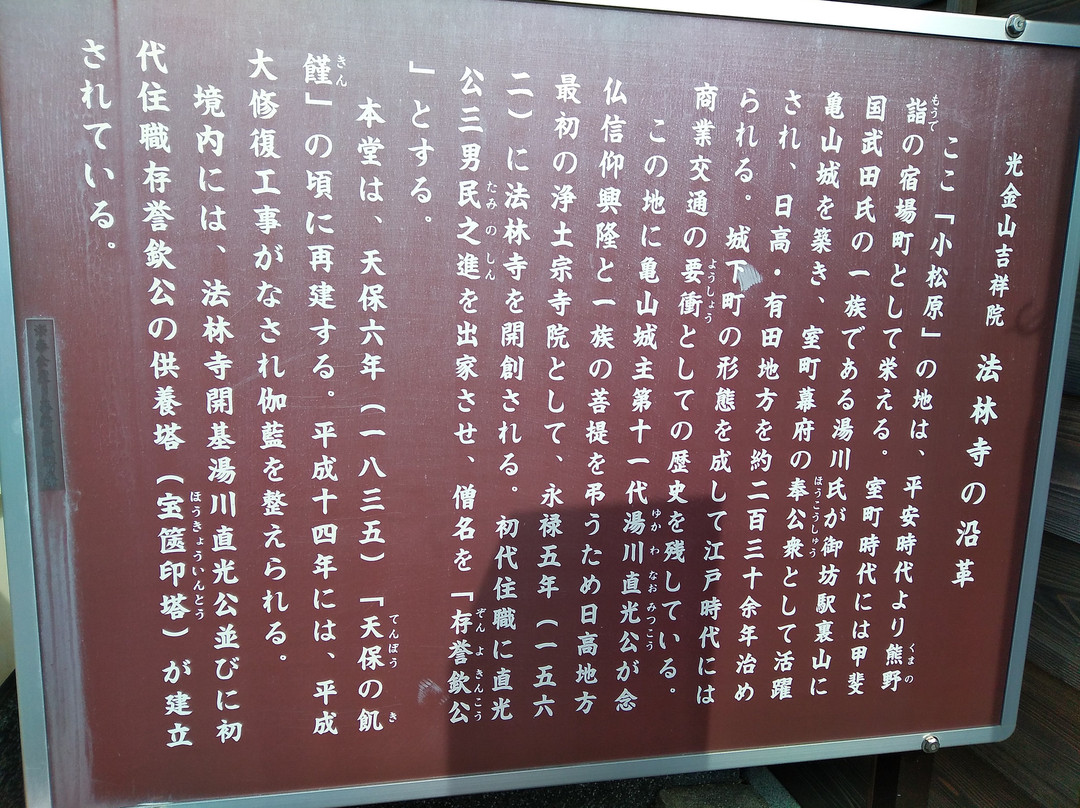 光金山吉祥院 法林寺の沿革
ここ「小松原」の地は、平安時代より熊野
詣の宿場町として栄える。室町時代には甲斐
国武田氏の一族である湯川氏が御坊駅裏山に
亀山城を築き、室町幕府の奉公衆として活躍
され、日高・有田地方を約二百三十余年治め
られる。城下町の形態を成して江戸時代には
商業交通の要衝としての歴史を残している。
この地に亀山城主第十一代湯川直光公が念
仏信仰興隆と一族の菩提を弔うため日高地方
最初の浄土宗寺院として、永禄五年（一五六
二）に法林寺を開創される。初代住職に直光
公三男民之進を出家させ、僧名を「存誉欽公
」とする。
本堂は、天保六年（一八三五）「天保の飢
饉」の頃に再建する。平成十四年には、平成
大修復工事がなされ伽藍を整えられる。
境内には、法林寺開基湯川直光公並びに初
代住職存誉欽公の供養塔（宝篋印塔）が建立
されている。